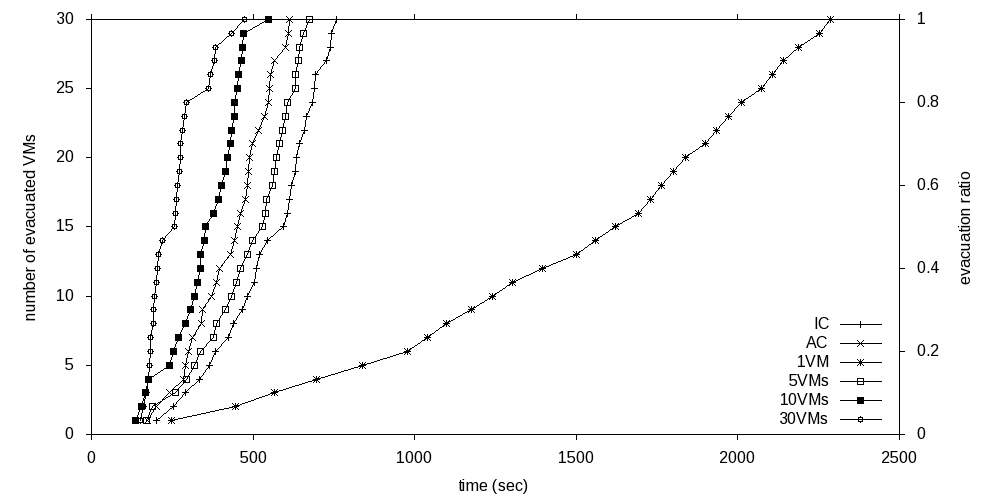 number of evacuated VMs
30
25
20
15
10
5
0
1
0.8
0.6
0.4
0.2
0
evacuation ratio
IC
AC
1VM
5VMs
10VMs
30VMs
0 500 1000 1500 2000 2500
time (sec)